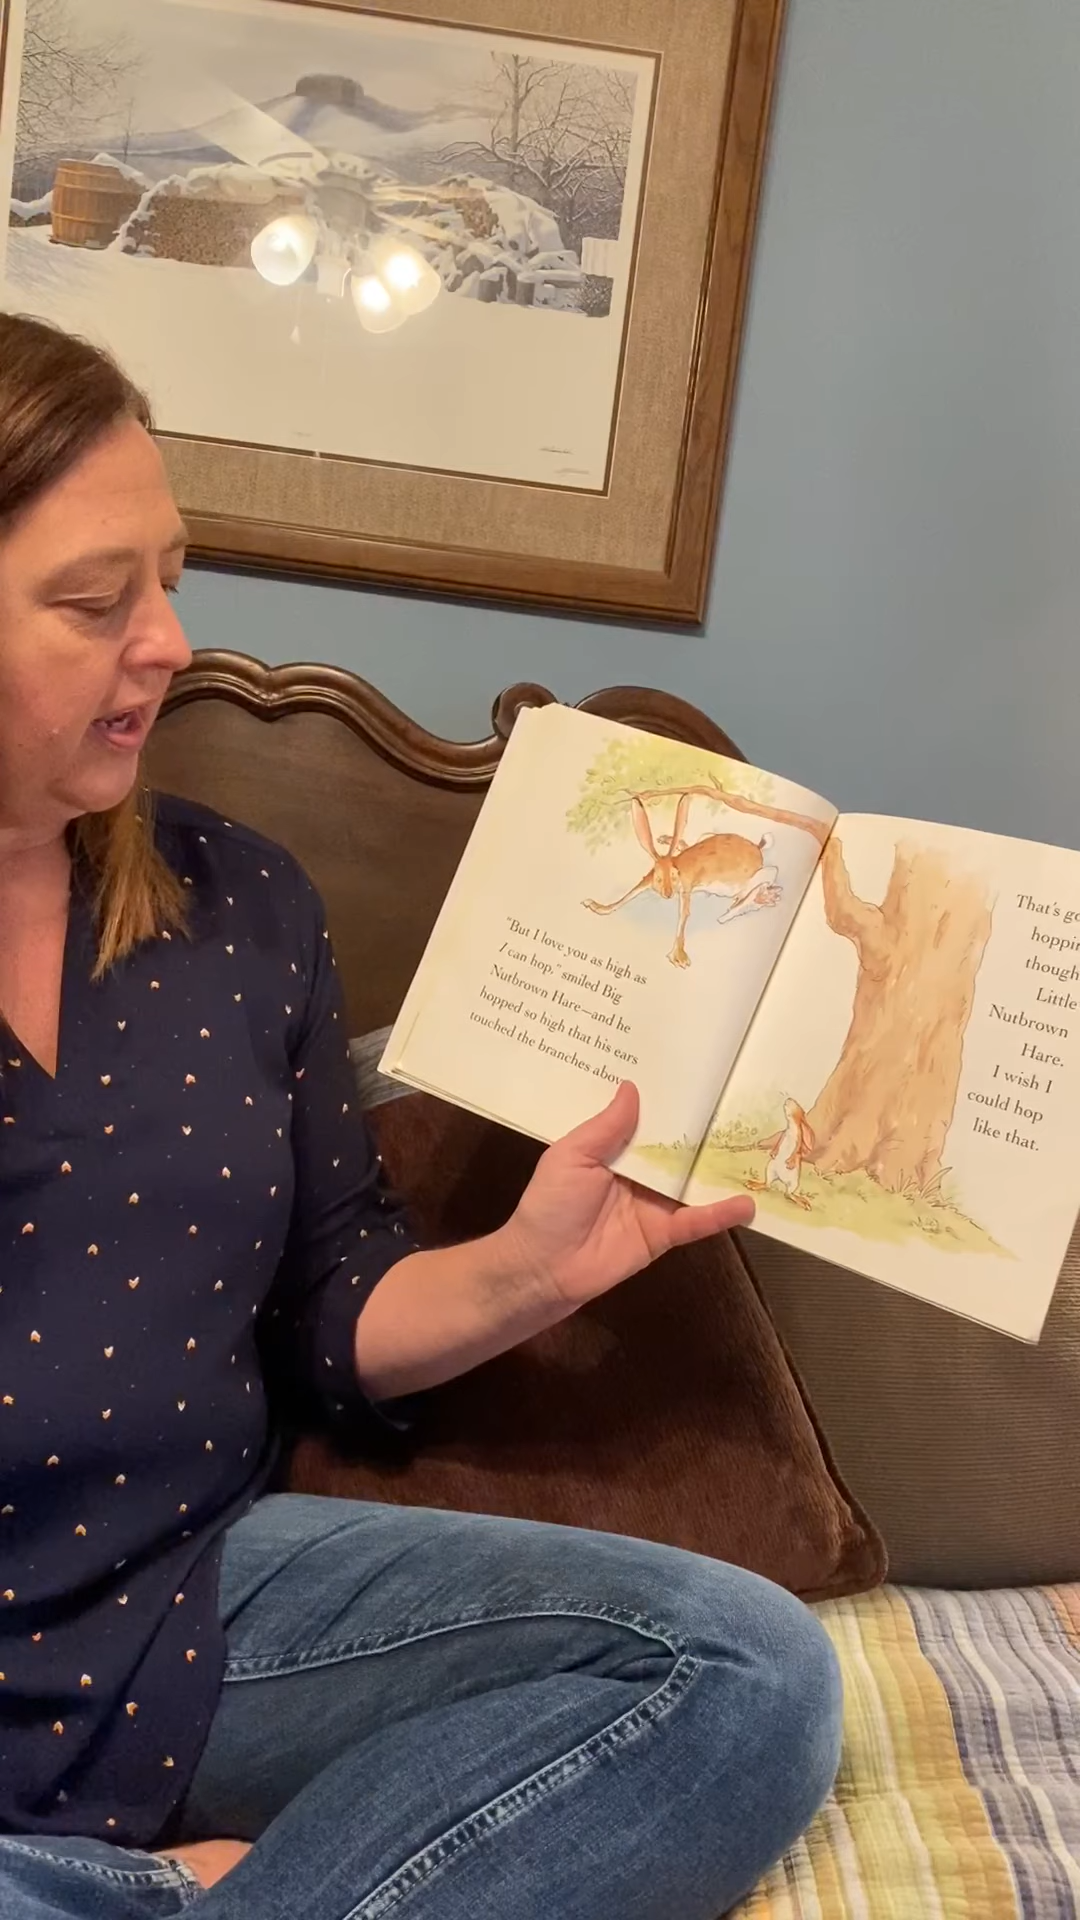 "But I love you as high as
I can hop," smiled Big
Nutbrown Hare—and he
hopped so high that his ears
touched the branches above
That's
Little
Nutbrown
Hare.
I wish I
could hop
like that.